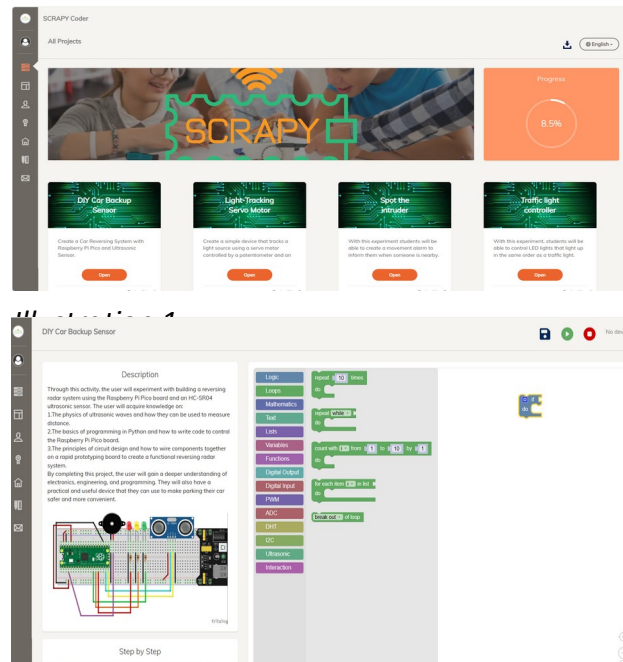 SCRAPY Coder
All Projects
English
SCRAPY
Progress
8.5%
DIY Car Backup
Sensor
Create a Car Reversing System with
Raspberry Pi Pico and Ultrasonic
Sensor.
Open
Light-Tracking
Servo Motor
Create a simple device that tracks a
light source using a servo motor
controlled by a potentiometer and an
Open
Spot the
intruder
With this experiment students will be
able to create a movement alarm to
inform them when someone is nearby.
Open
Traffic light
controller
With this experiment, students will be
able to control LED lights that light up
in the same order as a traffic light.
Open
DIY Car Backup Sensor
No dev
Description
Through this activity, the user will experiment with building a reversing
radar system using the Raspberry Pi Pico board and an HC-SR04
ultrasonic sensor. The user will acquire knowledge on:
1.The physics of ultrasonic waves and how they can be used to measure
distance.
2.The basics of programming in Python and how to write code to control
the Raspberry Pi Pico board.
3.The principles of circuit design and how to wire components together
on a rapid prototyping board to create a functional reversing radar
system.
By completing this project, the user will gain a deeper understanding of
electronics, engineering, and programming. They will also have a
practical and useful device that they can use to make parking their car
safer and more convenient.
fritzing
Step by Step
Logic
Loops
Mathematics
Text
Lists
Variables
Functions
Digital Output
Digital Input
PWM
ADC
DHT
I2C
Ultrasonic
Interaction
repeat 10 times
do
repeat while
do
count with i from 1 to 10 by 1
do
for each item j in list
do
break out of loop
if
do